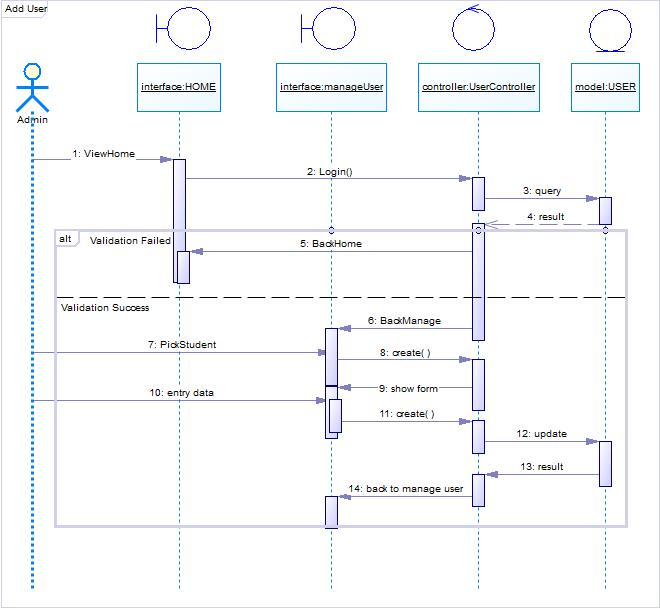 Add User
interface:HOME
interface:manageUser
controller:UserController
model:USER
Admin
1: ViewHome
2: Login()
3: query
4: result
alt
Validation Failed
5: BackHome
Validation Success
6: BackManage
7: PickStudent
8: create( )
9: show form
10: entry data
11: create( )
12: update
13: result
14: back to manage user